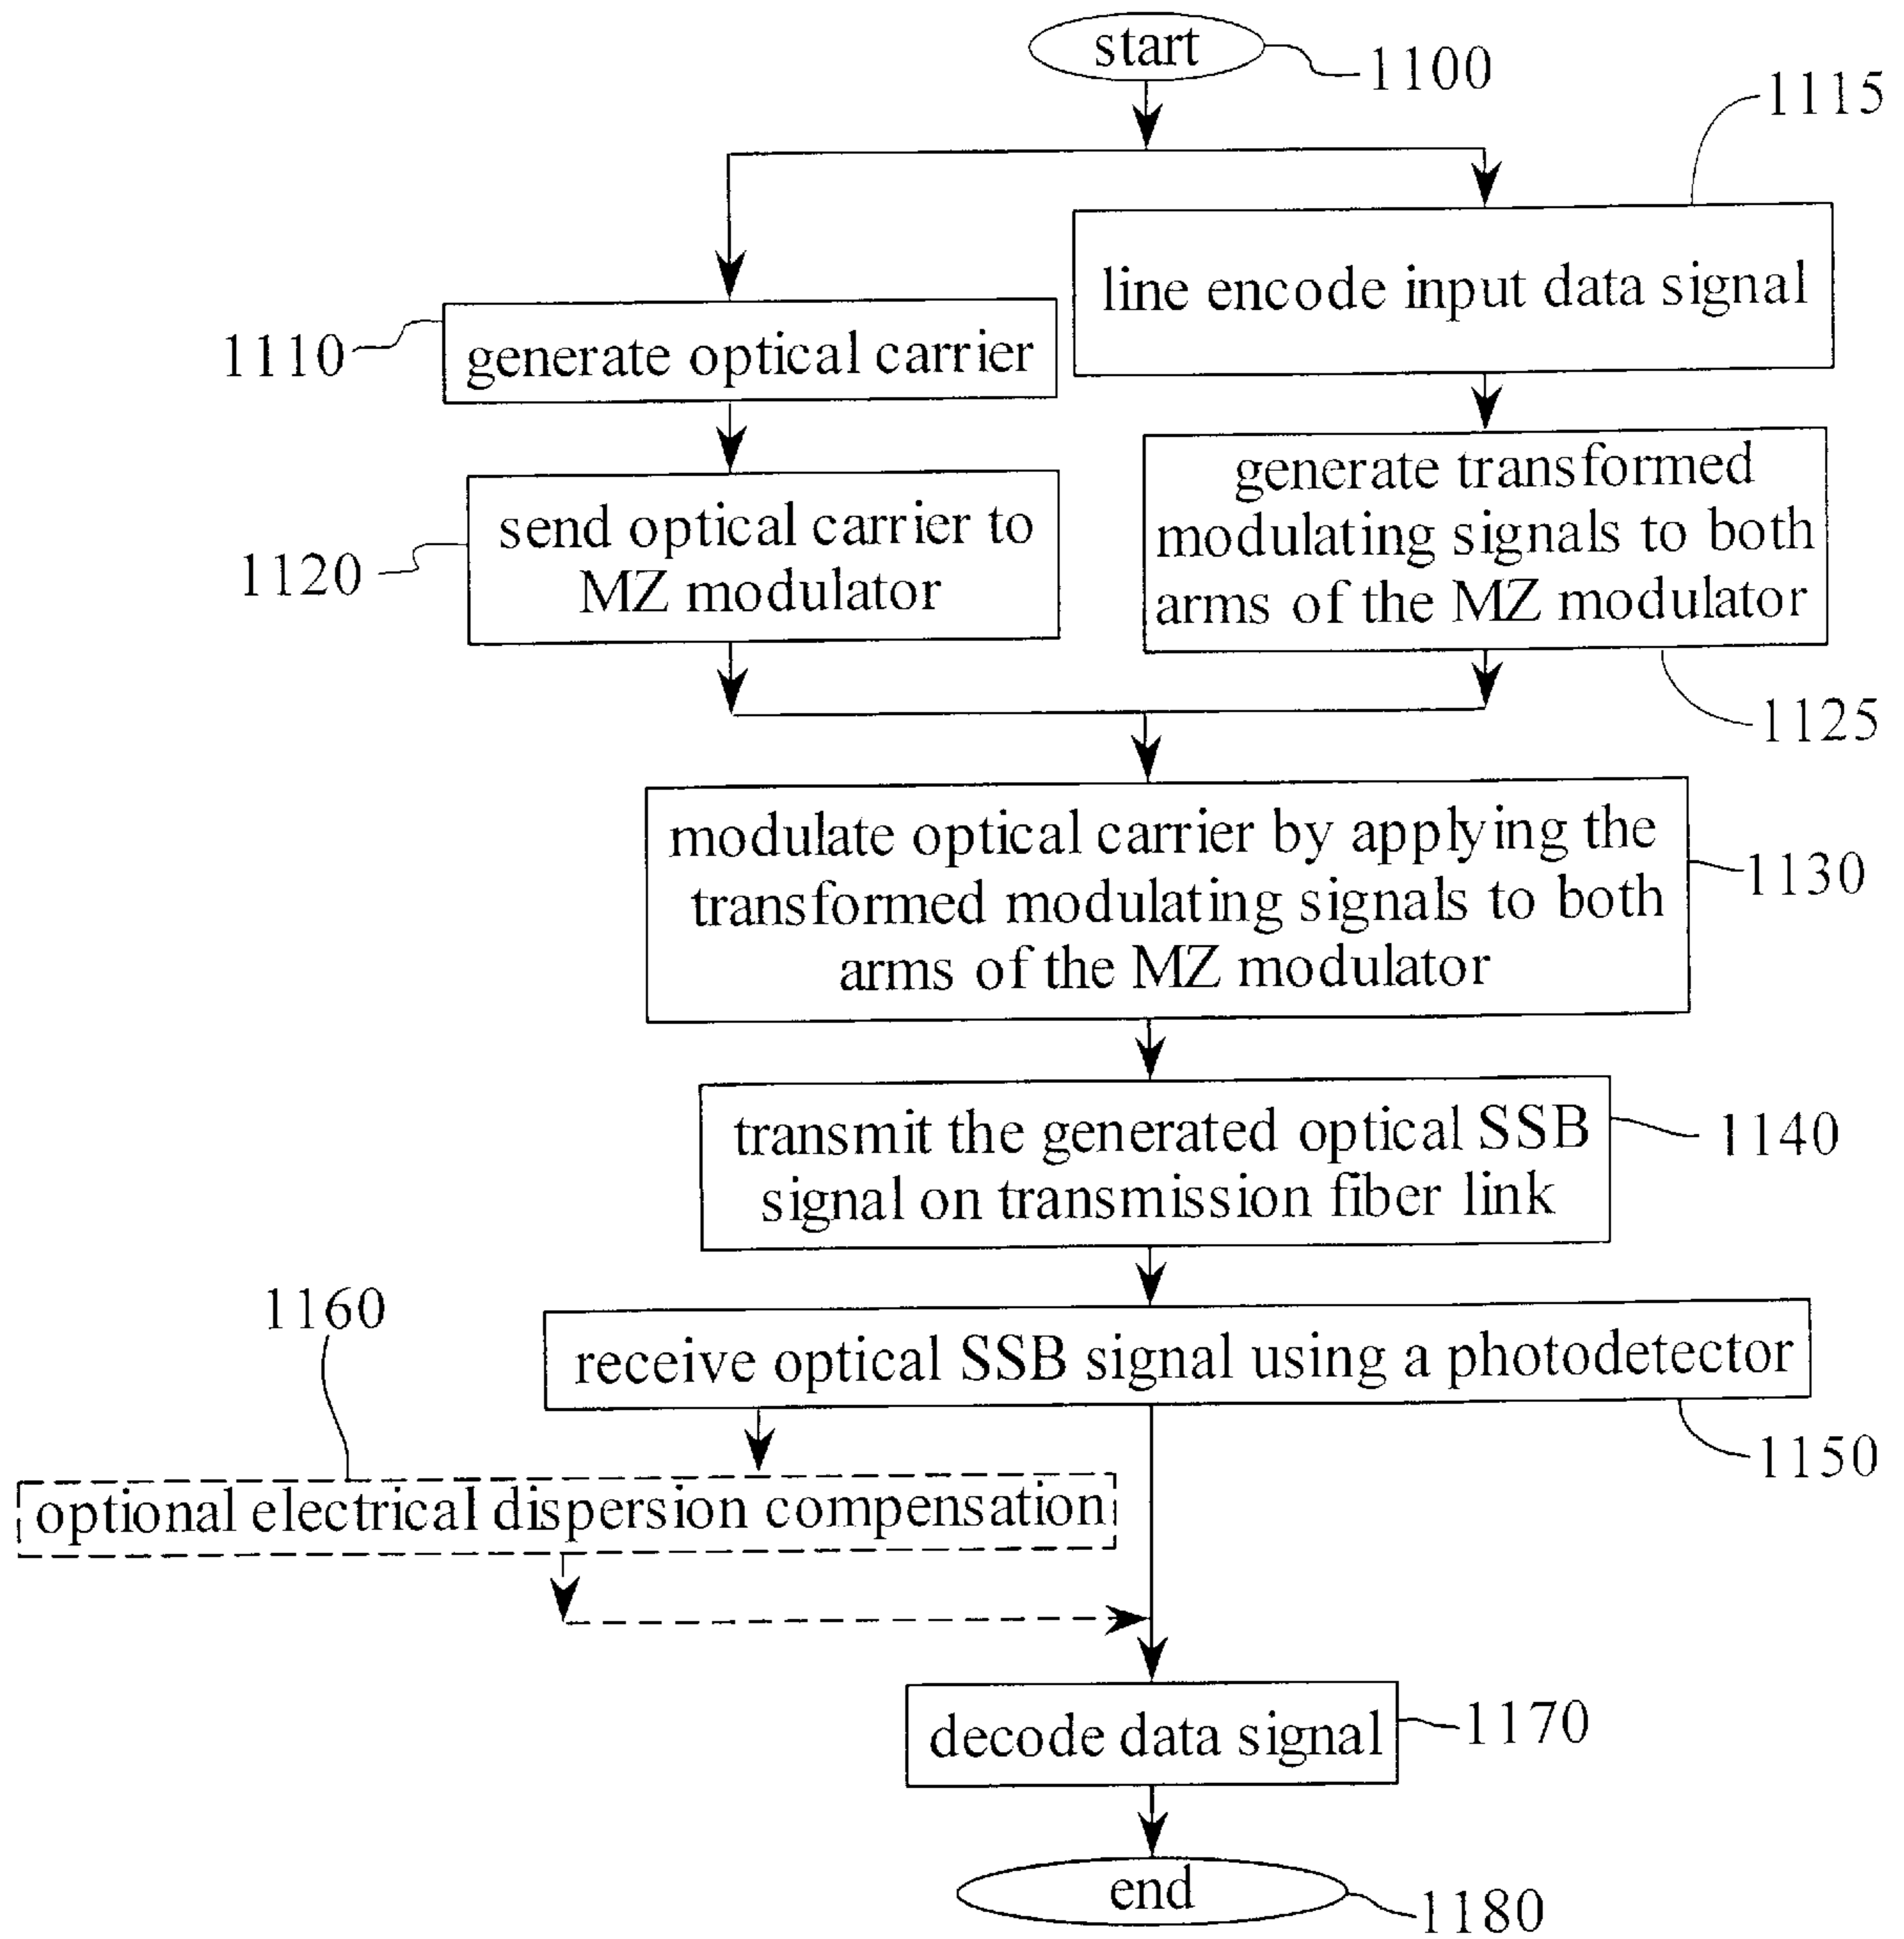 start
1100
1115
line encode input data signal
1110
generate optical carrier
generate transformed
modulating signals to both
arms of the MZ modulator
1120
send optical carrier to
MZ modulator
1125
modulate optical carrier by applying the
transformed modulating signals to both
arms of the MZ modulator
1130
transmit the generated optical SSB
signal on transmission fiber link
1140
1160
receive optical SSB signal using a photodetector
1150
optional electrical dispersion compensation
decode data signal
1170
end
1180